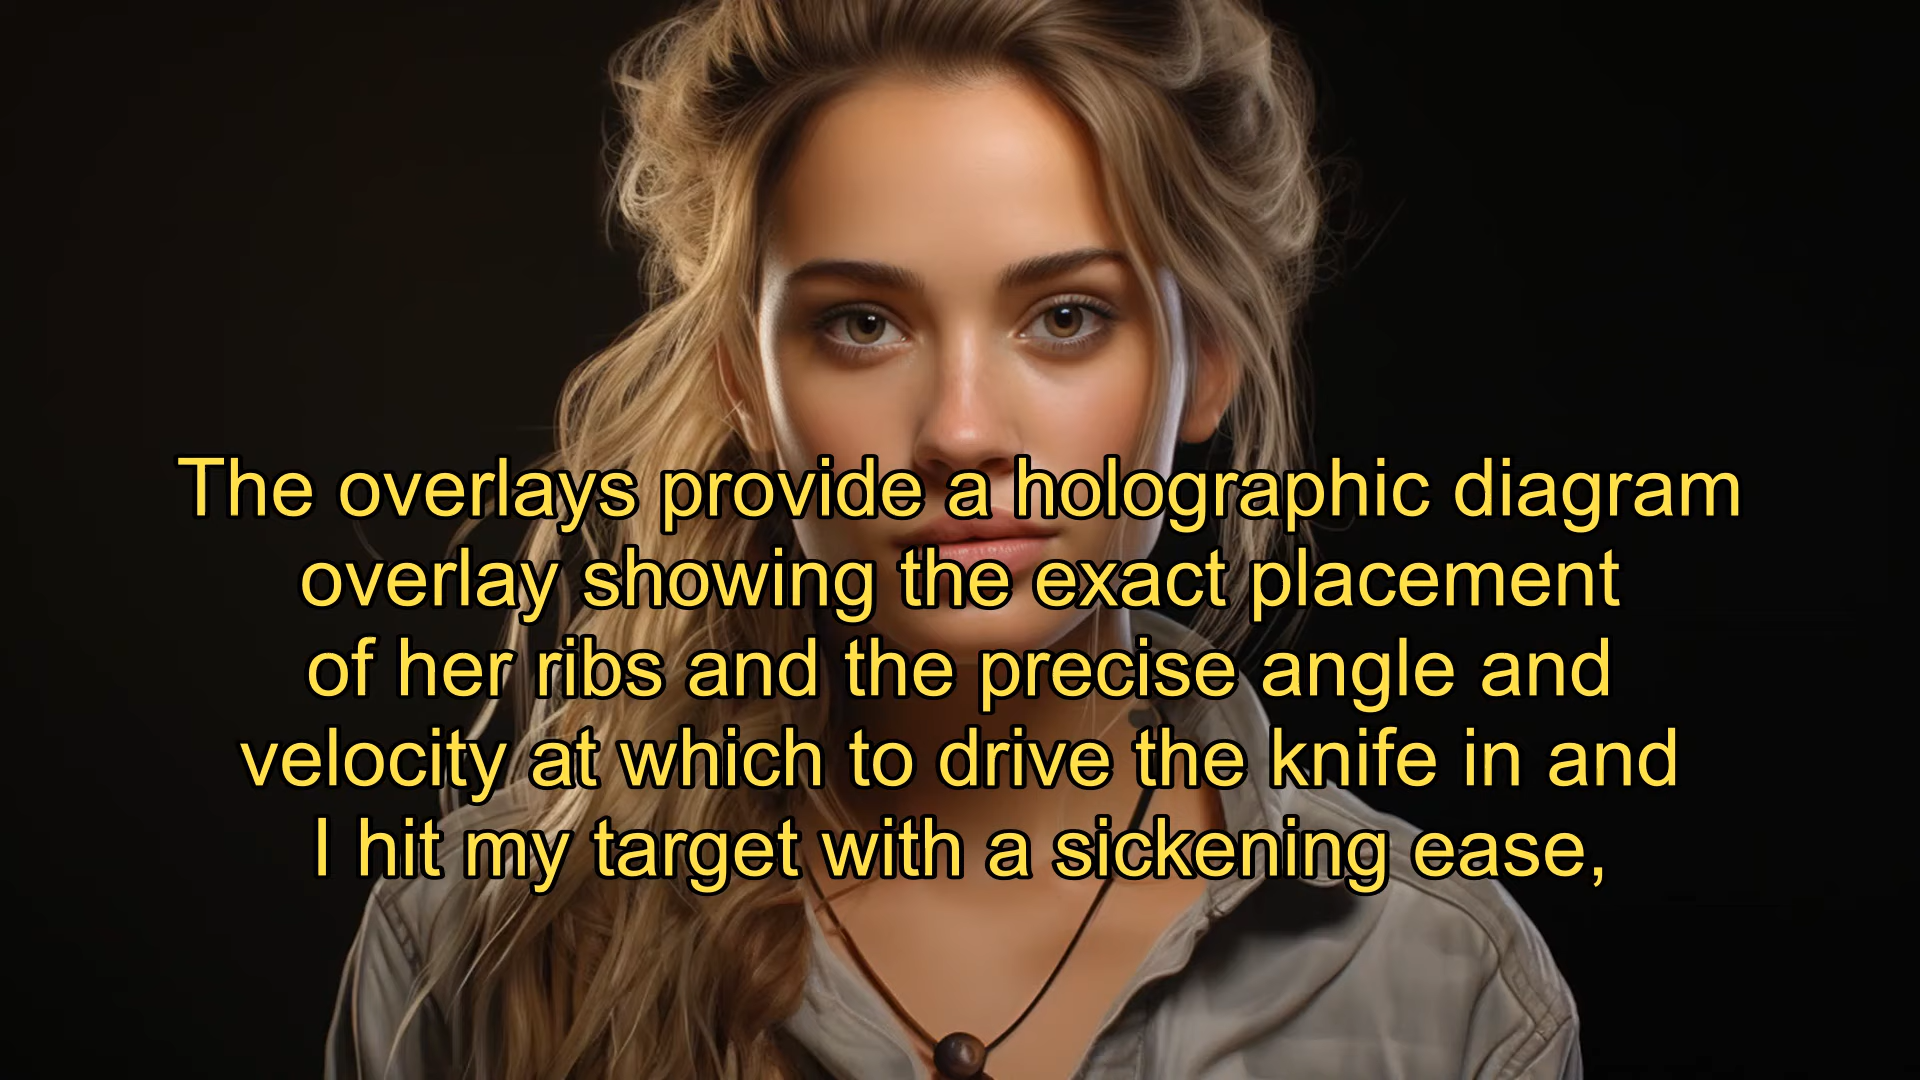 The overlays provide a holographic diagram
overlay showing the exact placement
of her ribs and the precise angle and
velocity at which to drive the knife in and
I hit my target with a sickening ease,